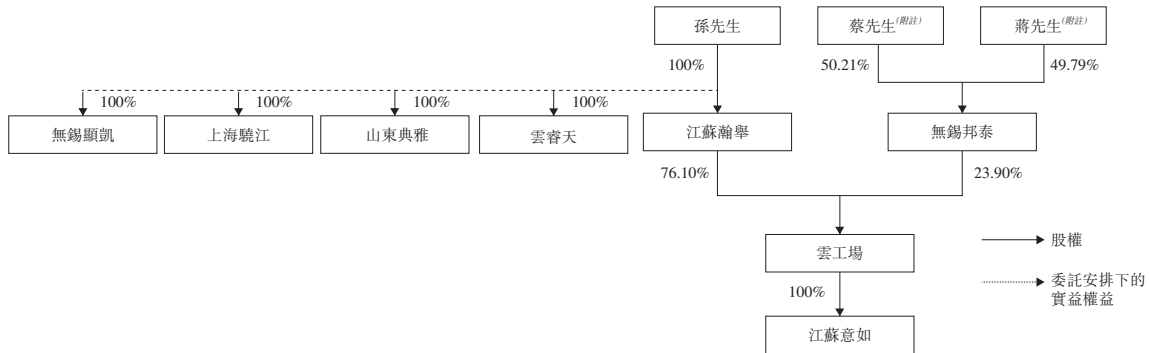 孫先生
蔡先生(附註)
蔣先生(附註)
100%
50.21%
49.79%
100%
100%
100%
100%
無錫顯凱
上海驍江
山東典雅
雲睿天
江蘇瀚舉
無錫邦泰
76.10%
23.90%
雲工場
股權
100%
委託安排下的
實益權益
江蘇意如